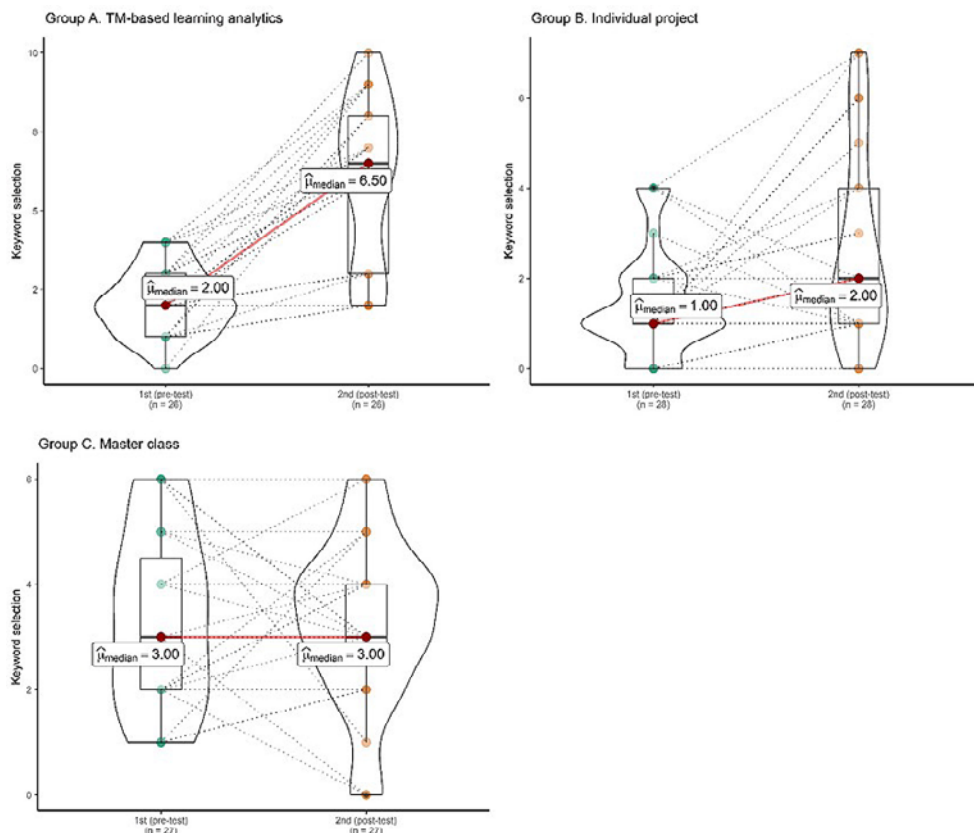 Group A. TM-based learning analytics
10
8
5
2
0
Keyword selection
μ̂median = 2.00
μ̂median = 6.50
1st (pre-test)
(n = 26)
2nd (post-test)
(n = 26)
Group B. Individual project
6
4
2
0
Keyword selection
μ̂median = 1.00
μ̂median = 2.00
1st (pre-test)
(n = 28)
2nd (post-test)
(n = 28)
Group C. Master class
6
4
2
0
Keyword selection
μ̂median = 3.00
μ̂median = 3.00
1st (pre-test)
(n = 27)
2nd (post-test)
(n = 27)